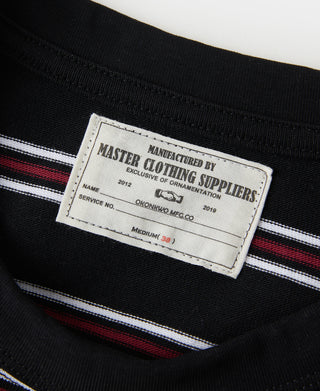 MANUFACTURED BY
MASTER CLOTHING SUPPLIERS
EXCLUSIVE OF ORNAMENTATION
2012 2019
NAME OKONKWO.MFG.CO
SERVICE NO.
MEDIUM( 38 )